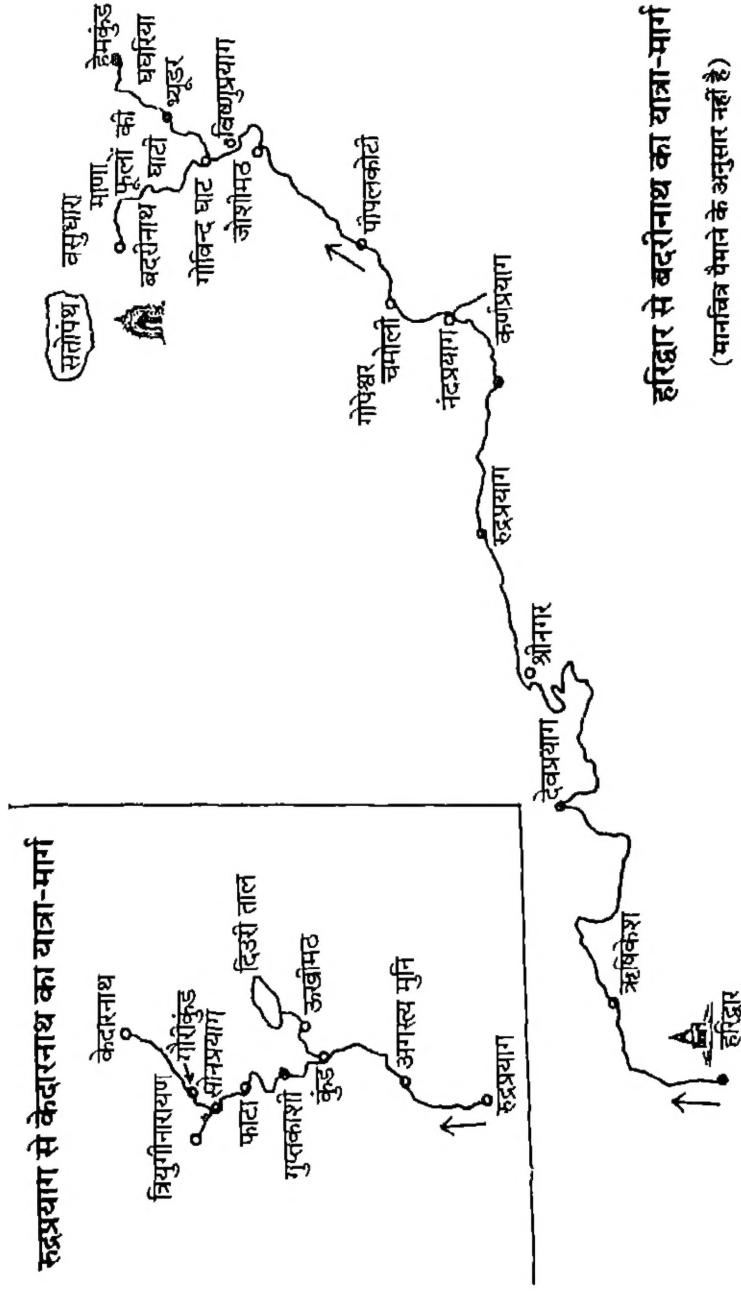 रुद्रप्रयाग से केदारनाथ का यात्रा-मार्ग
केदारनाथ
त्रियुगीनारायण
गौरीकुंड
सोनप्रयाग
फाटा
गुप्तकाशी
कुंड
दिउरी ताल
ऊखीमठ
अगस्त्य मुनि
रुद्रप्रयाग
सतोपंथ
वसुधारा
माणा
फूलों की
घाटी
बदरीनाथ
हेमकुंड
घंघरिया
भ्यूंडर
गोविन्द घाट
विष्णुप्रयाग
जोशीमठ
पीपलकोटी
गोपेश्वर
चमोली
नंदप्रयाग
कर्णप्रयाग
रुद्रप्रयाग
श्रीनगर
देवप्रयाग
ऋषिकेश
हरिद्वार
हरिद्वार से बदरीनाथ का यात्रा-मार्ग
(मानचित्र पैमाने के अनुसार नहीं है)